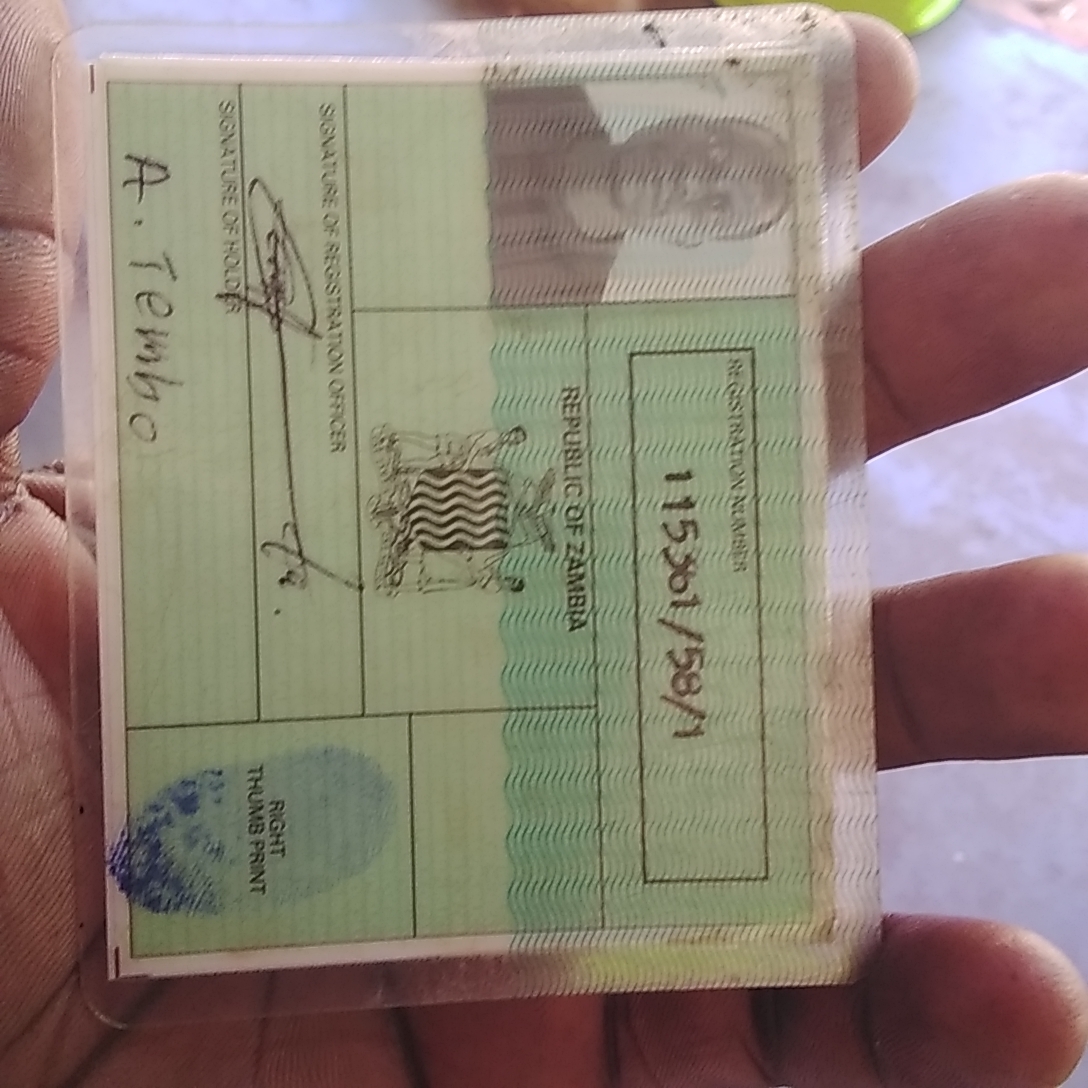 REGISTRATION NUMBER
115361/58/1
REPUBLIC OF ZAMBIA
SIGNATURE OF REGISTRATION OFFICER
SIGNATURE OF HOLDER
A. Tembo
RIGHT
THUMB PRINT